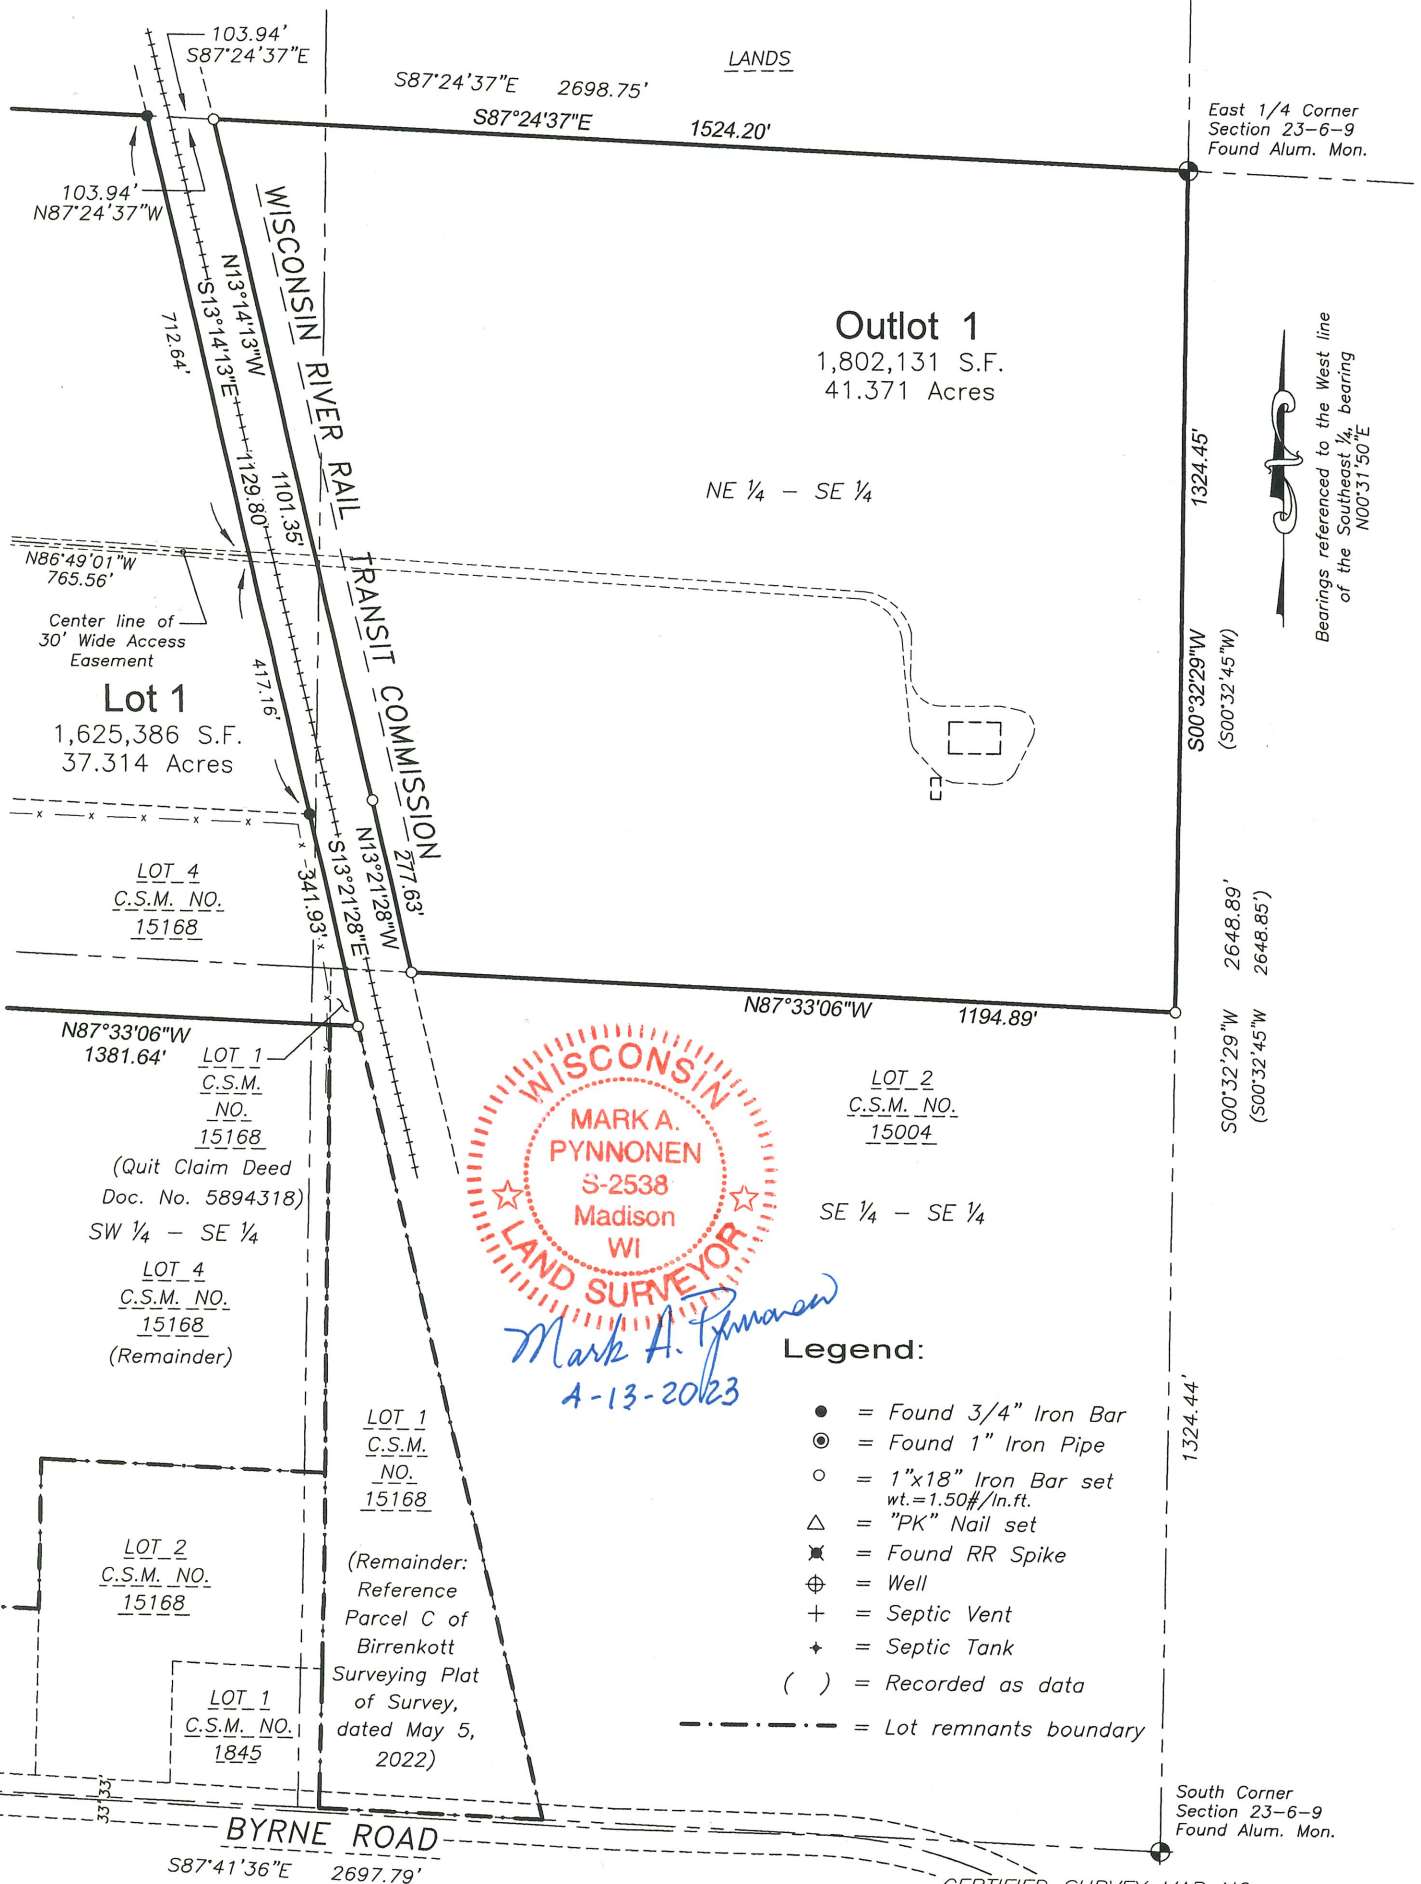 103.94'
S87°24'37"E
LANDS
S87°24'37"E 2698.75'
S87°24'37"E 1524.20'
East 1/4 Corner
Section 23-6-9
Found Alum. Mon.
103.94'
N87°24'37"W
WISCONSIN RIVER RAIL TRANSIT COMMISSION
N13°14'13"W
1101.35'
S13°14'13"E
1129.80'
712.64'
Outlot 1
1,802,131 S.F.
41.371 Acres
NE ¼ - SE ¼
1324.45'
S00°32'29"W
(S00°32'45"W)
Bearings referenced to the West line
of the Southeast ¼, bearing
N00°31'50"E
N86°49'01"W
765.56'
Center line of
30' Wide Access
Easement
417.16'
Lot 1
1,625,386 S.F.
37.314 Acres
x x x x x
x
x
x
x
LOT 4
C.S.M. NO.
15168
341.93'
S13°21'28"E
N13°21'28"W
277.63'
N87°33'06"W 1194.89'
S00°32'29"W 2648.89'
(S00°32'45"W 2648.85')
N87°33'06"W
1381.64'
LOT 1
C.S.M.
NO.
15168
(Quit Claim Deed
Doc. No. 5894318)
SW ¼ - SE ¼
LOT 4
C.S.M. NO.
15168
(Remainder)
WISCONSIN
MARK A.
PYNNONEN
S-2538
Madison
WI
LAND SURVEYOR
Mark A. Pynnonen
4-13-2023
LOT 2
C.S.M. NO.
15004
SE ¼ - SE ¼
1324.44'
Legend:
= Found 3/4" Iron Bar
= Found 1" Iron Pipe
= 1"x18" Iron Bar set
wt.=1.50#/ln.ft.
= "PK" Nail set
= Found RR Spike
= Well
= Septic Vent
= Septic Tank
( ) = Recorded as data
= Lot remnants boundary
LOT 1
C.S.M.
NO.
15168
(Remainder:
Reference
Parcel C of
Birrenkott
Surveying Plat
of Survey,
dated May 5,
2022)
LOT 2
C.S.M. NO.
15168
LOT 1
C.S.M. NO.
1845
33' 33'
BYRNE ROAD
S87°41'36"E 2697.79'
South Corner
Section 23-6-9
Found Alum. Mon.
CERTIFIED SURVEY MAP NO.